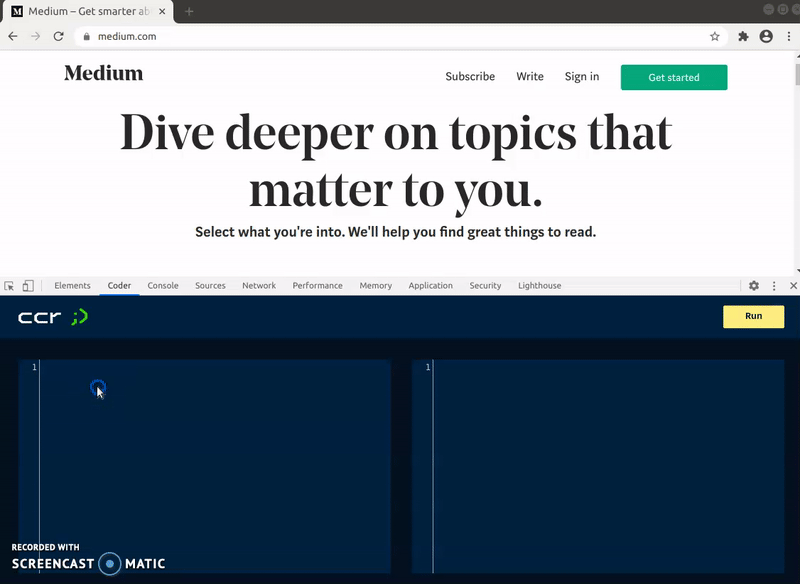 Medium – Get smarter ab
medium.com
Medium
Subscribe Write Sign in Get started
Dive deeper on topics that
matter to you.
Select what you're into. We'll help you find great things to read.
Elements Coder Console Sources Network Performance Memory Application Security Lighthouse
ccr ;)
Run
1 1
RECORDED WITH
SCREENCAST MATIC